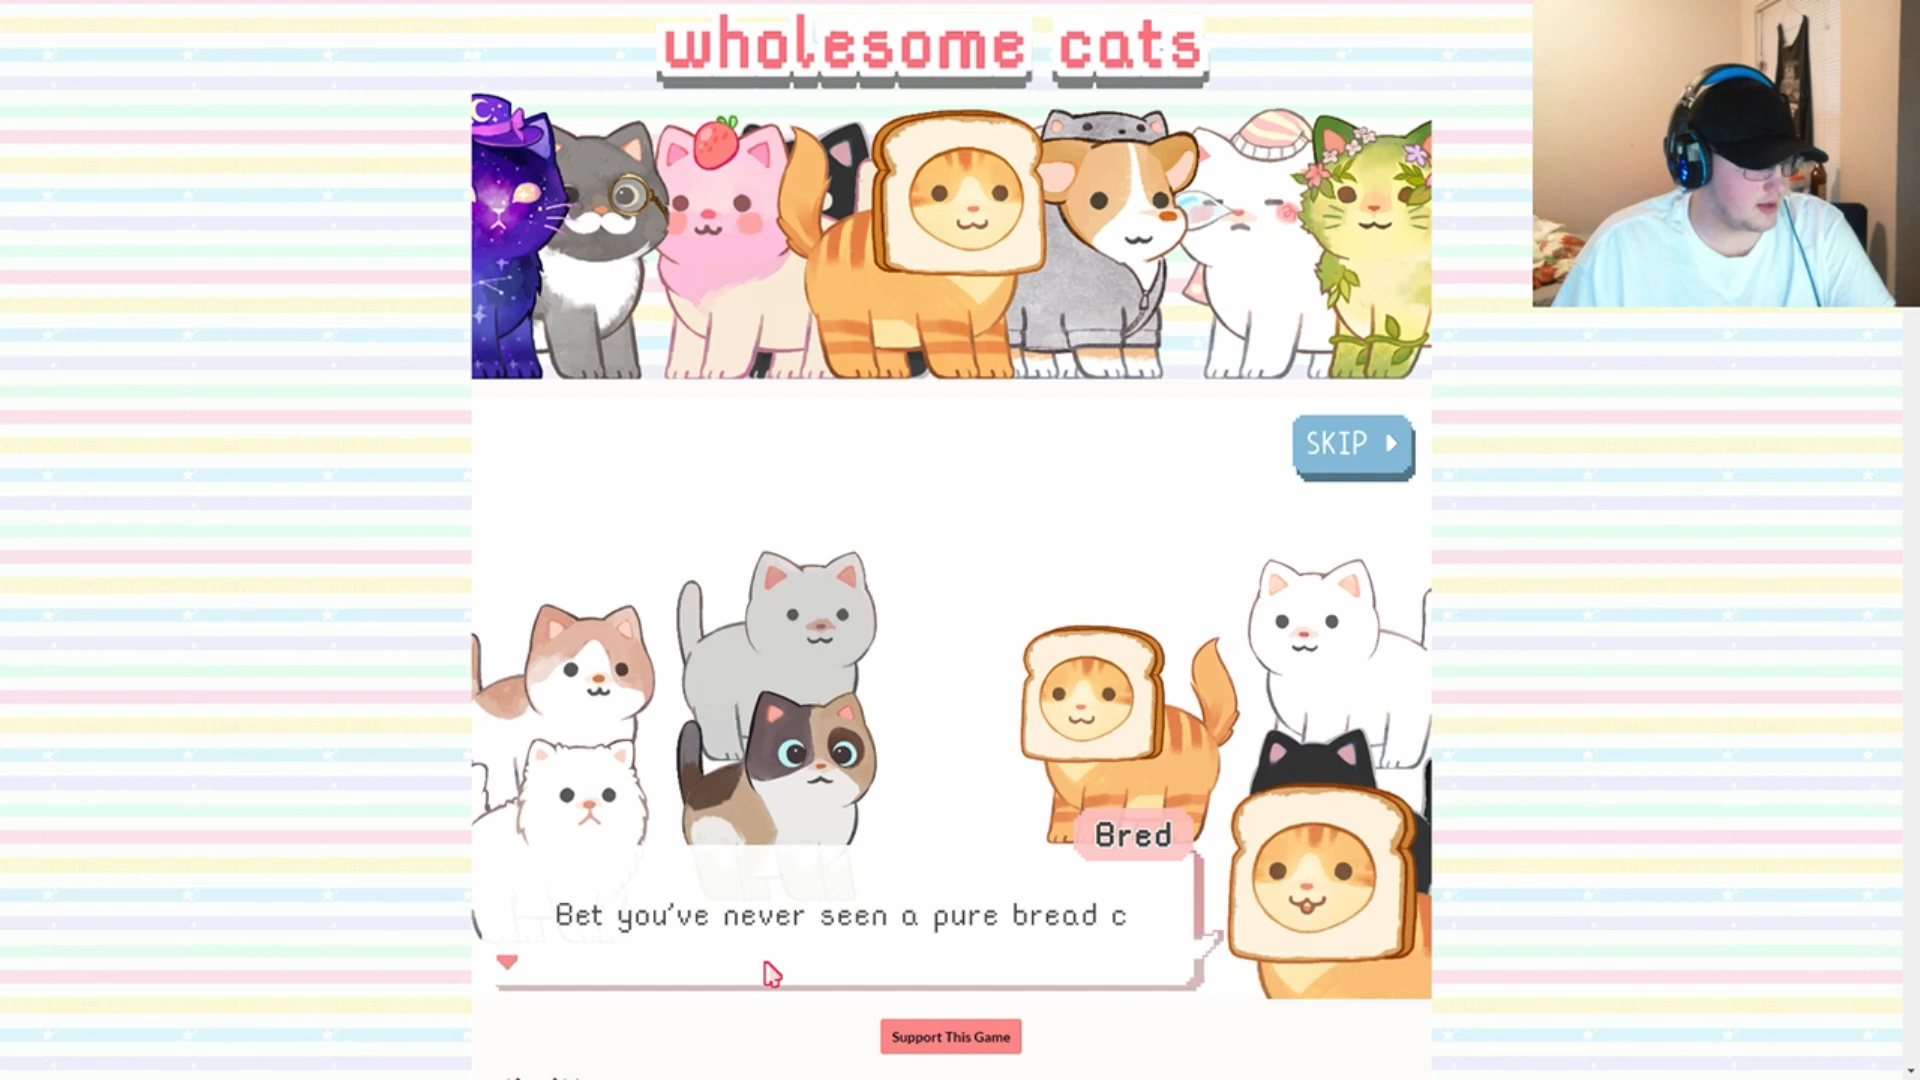 wholesome cats
SKIP
Bred
Bet you've never seen a pure bread c
Support This Game